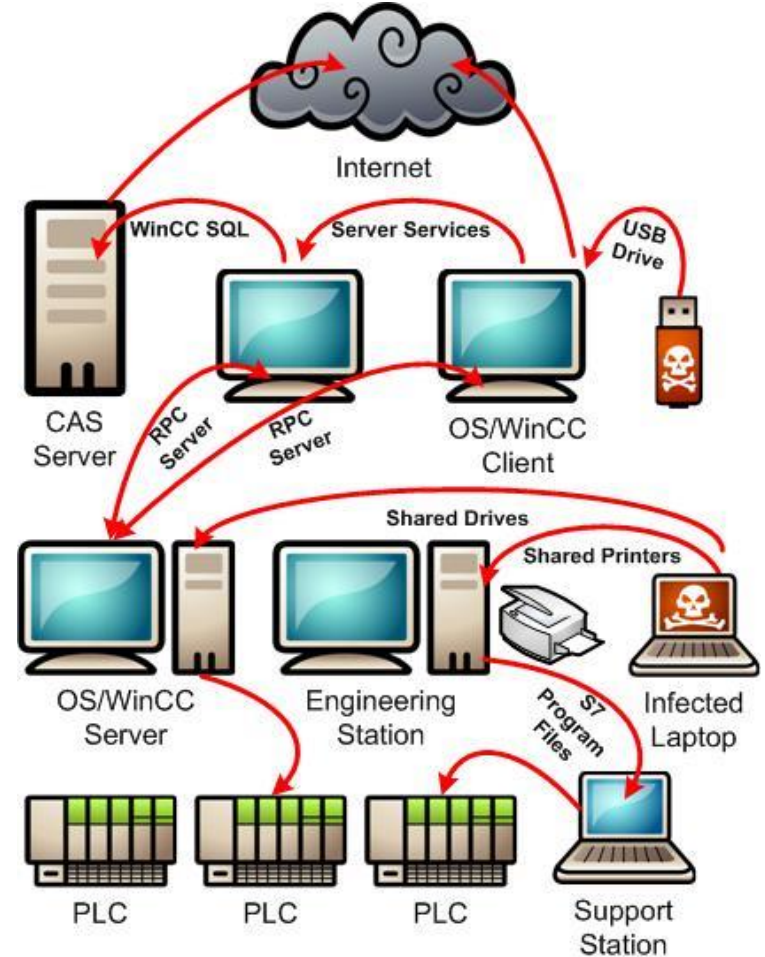 Internet
WinCC SQL
Server Services
USB
Drive
CAS
Server
RPC
Server
RPC
Server
OS/WinCC
Client
Shared Drives
Shared Printers
OS/WinCC
Server
Engineering
Station
S7
Program
Files
Infected
Laptop
PLC
PLC
PLC
Support
Station